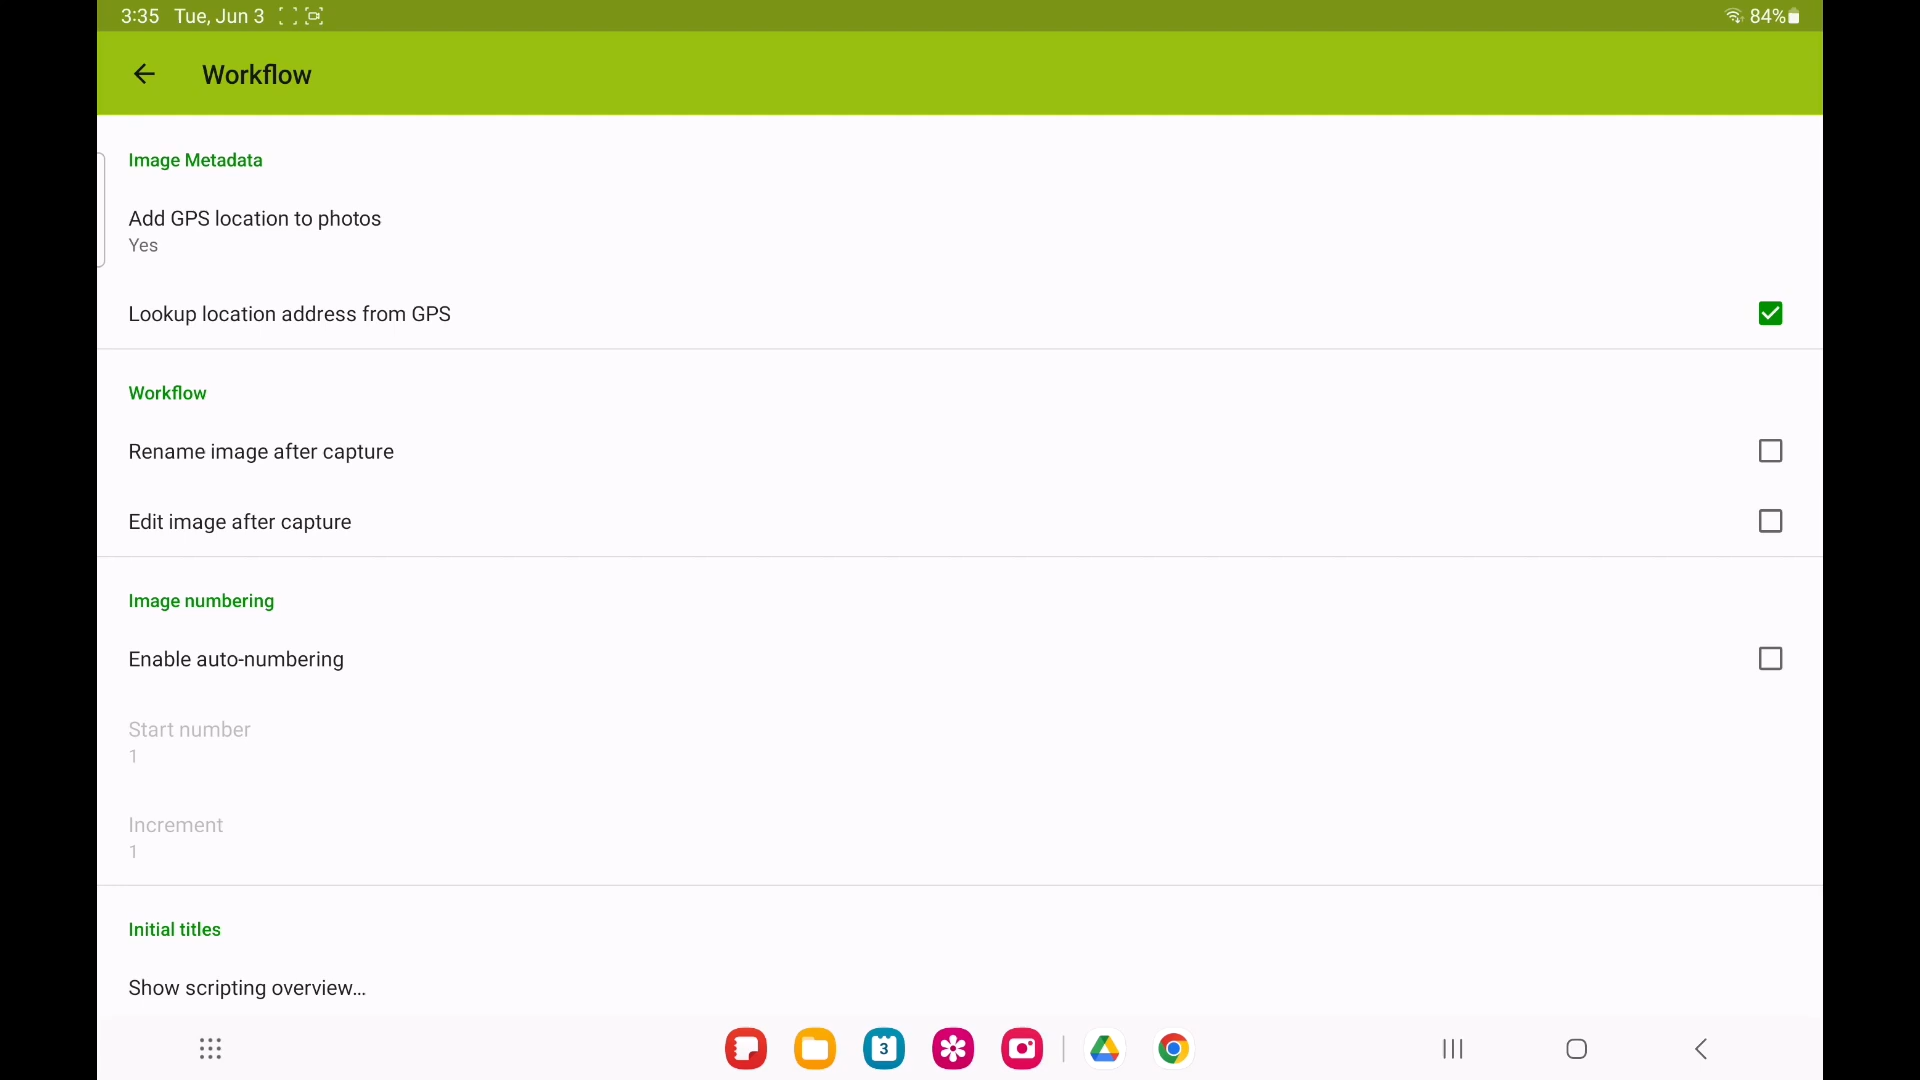 3:35 Tue, Jun 3 84%
Workflow
Image Metadata
Add GPS location to photos
Yes
Lookup location address from GPS
Workflow
Rename image after capture
Edit image after capture
Image numbering
Enable auto-numbering
Start number
1
Increment
1
Initial titles
Show scripting overview...
3